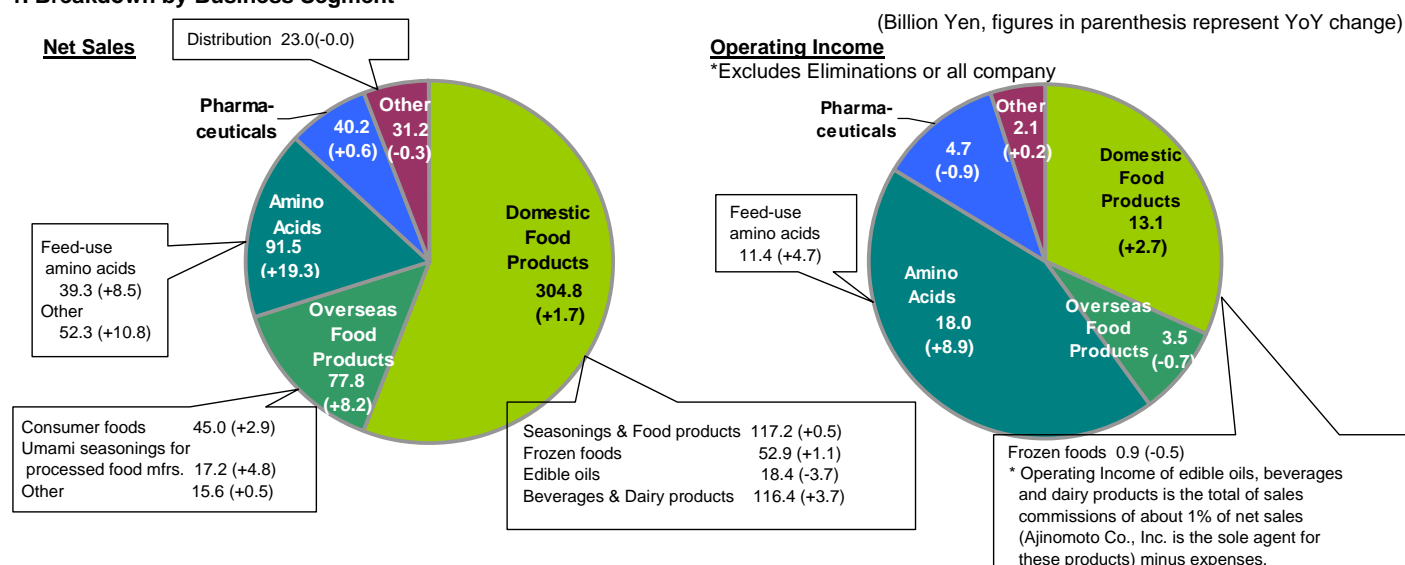 1. Breakdown by Business Segment
(Billion Yen, figures in parenthesis represent YoY change)
Net Sales
Distribution 23.0(-0.0)
Pharma-
ceuticals
40.2
(+0.6)
Other
31.2
(-0.3)
Amino
Acids
91.5
(+19.3)
Domestic
Food
Products
304.8
(+1.7)
Overseas
Food
Products
77.8
(+8.2)
Feed-use
amino acids
39.3 (+8.5)
Other
52.3 (+10.8)
Consumer foods 45.0 (+2.9)
Umami seasonings for
processed food mfrs. 17.2 (+4.8)
Other 15.6 (+0.5)
Seasonings & Food products 117.2 (+0.5)
Frozen foods 52.9 (+1.1)
Edible oils 18.4 (-3.7)
Beverages & Dairy products 116.4 (+3.7)
Operating Income
*Excludes Eliminations or all company
Pharma-
ceuticals
4.7
(-0.9)
Other
2.1
(+0.2)
Domestic
Food
Products
13.1
(+2.7)
Feed-use
amino acids
11.4 (+4.7)
Amino
Acids
18.0
(+8.9)
Overseas
Food
Products
3.5
(-0.7)
Frozen foods 0.9 (-0.5)
* Operating Income of edible oils, beverages
and dairy products is the total of sales
commissions of about 1% of net sales
(Ajinomoto Co., Inc. is the sole agent for
these products) minus expenses.